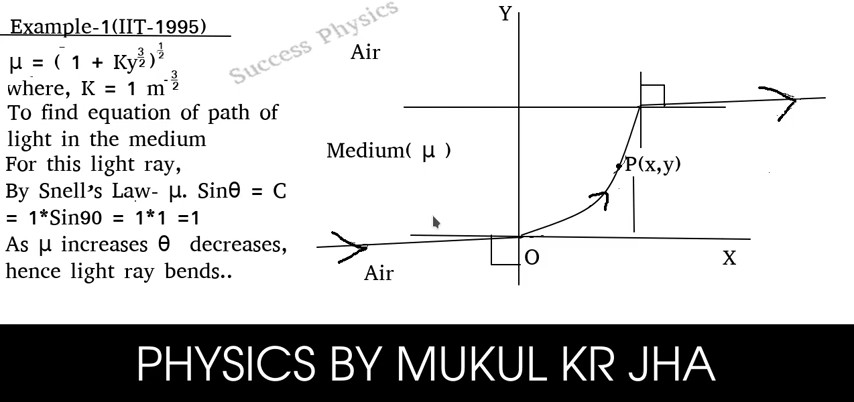 Example-1(IIT-1995)
μ = ( 1 + Ky^(3/2))^(1/2)
where, K = 1 m^(-3/2)
To find equation of path of
light in the medium
For this light ray,
By Snell's Law- μ. Sinθ = C
= 1*Sin90 = 1*1 =1
As μ increases θ decreases,
hence light ray bends..
Success Physics
Y
Air
Medium( μ )
P(x,y)
O
X
Air
PHYSICS BY MUKUL KR JHA